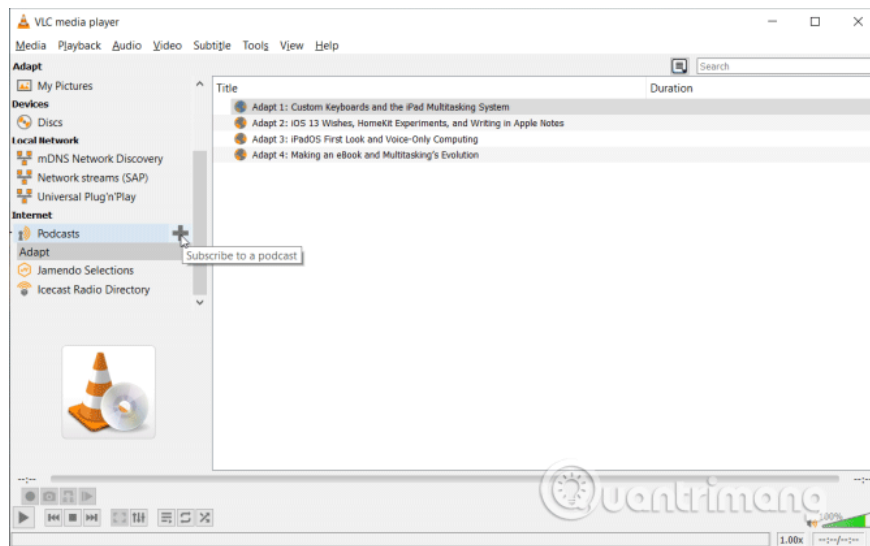 VLC media player
Media Playback Audio Video Subtitle Tools View Help
Adapt
Search
My Pictures
Devices
Discs
Local Network
mDNS Network Discovery
Network streams (SAP)
Universal Plug'n'Play
Internet
Podcasts
Adapt
Subscribe to a podcast
Jamendo Selections
Icecast Radio Directory
Title Duration
Adapt 1: Custom Keyboards and the iPad Multitasking System
Adapt 2: iOS 13 Wishes, HomeKit Experiments, and Writing in Apple Notes
Adapt 3: iPadOS First Look and Voice-Only Computing
Adapt 4: Making an eBook and Multitasking's Evolution
--:-- --:--
Quantrimang
100%
1.00x --:--/--:--